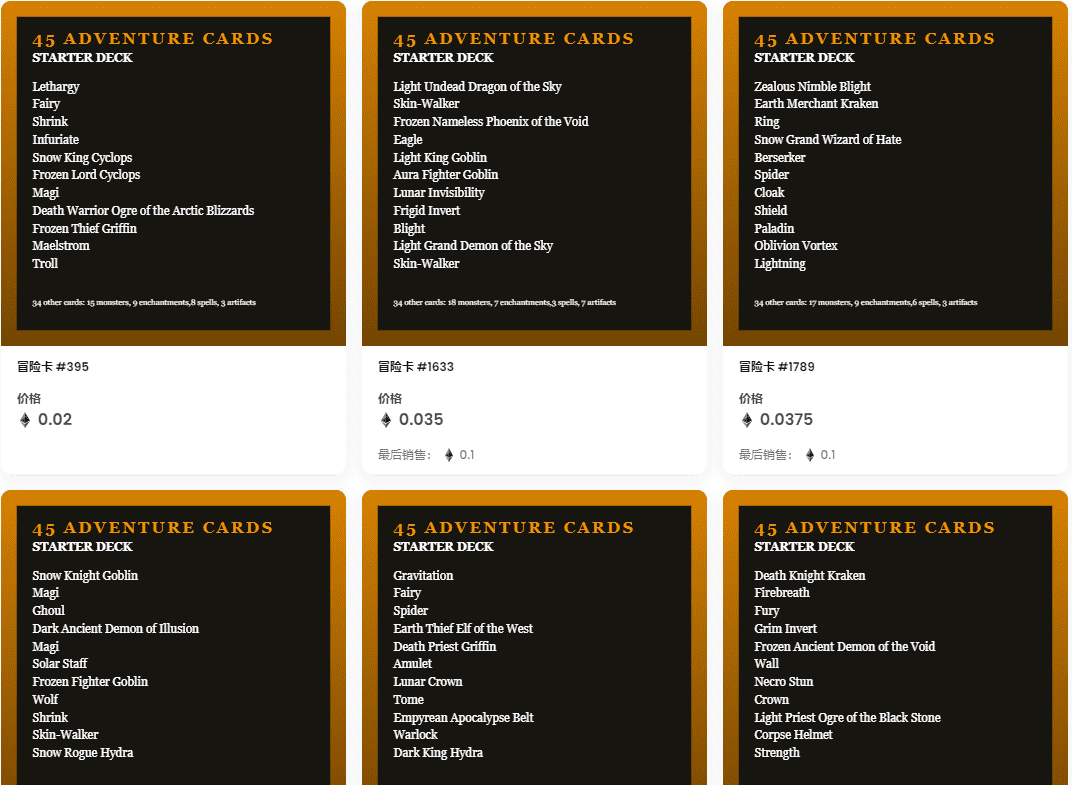 45 ADVENTURE CARDS
STARTER DECK
Lethargy
Fairy
Shrink
Infuriate
Snow King Cyclops
Frozen Lord Cyclops
Magi
Death Warrior Ogre of the Arctic Blizzards
Frozen Thief Griffin
Maelstrom
Troll
34 other cards: 15 monsters, 9 enchantments,8 spells, 3 artifacts
冒险卡 #395
价格
0.02
45 ADVENTURE CARDS
STARTER DECK
Light Undead Dragon of the Sky
Skin-Walker
Frozen Nameless Phoenix of the Void
Eagle
Light King Goblin
Aura Fighter Goblin
Lunar Invisibility
Frigid Invert
Blight
Light Grand Demon of the Sky
Skin-Walker
34 other cards: 18 monsters, 7 enchantments,3 spells, 7 artifacts
冒险卡 #1633
价格
0.035
最后销售： 0.1
45 ADVENTURE CARDS
STARTER DECK
Zealous Nimble Blight
Earth Merchant Kraken
Ring
Snow Grand Wizard of Hate
Berserker
Spider
Cloak
Shield
Paladin
Oblivion Vortex
Lightning
34 other cards: 17 monsters, 9 enchantments,6 spells, 3 artifacts
冒险卡 #1789
价格
0.0375
最后销售： 0.1
45 ADVENTURE CARDS
STARTER DECK
Snow Knight Goblin
Magi
Ghoul
Dark Ancient Demon of Illusion
Magi
Solar Staff
Frozen Fighter Goblin
Wolf
Shrink
Skin-Walker
Snow Rogue Hydra
45 ADVENTURE CARDS
STARTER DECK
Gravitation
Fairy
Spider
Earth Thief Elf of the West
Death Priest Griffin
Amulet
Lunar Crown
Tome
Empyrean Apocalypse Belt
Warlock
Dark King Hydra
45 ADVENTURE CARDS
STARTER DECK
Death Knight Kraken
Firebreath
Fury
Grim Invert
Frozen Ancient Demon of the Void
Wall
Necro Stun
Crown
Light Priest Ogre of the Black Stone
Corpse Helmet
Strength